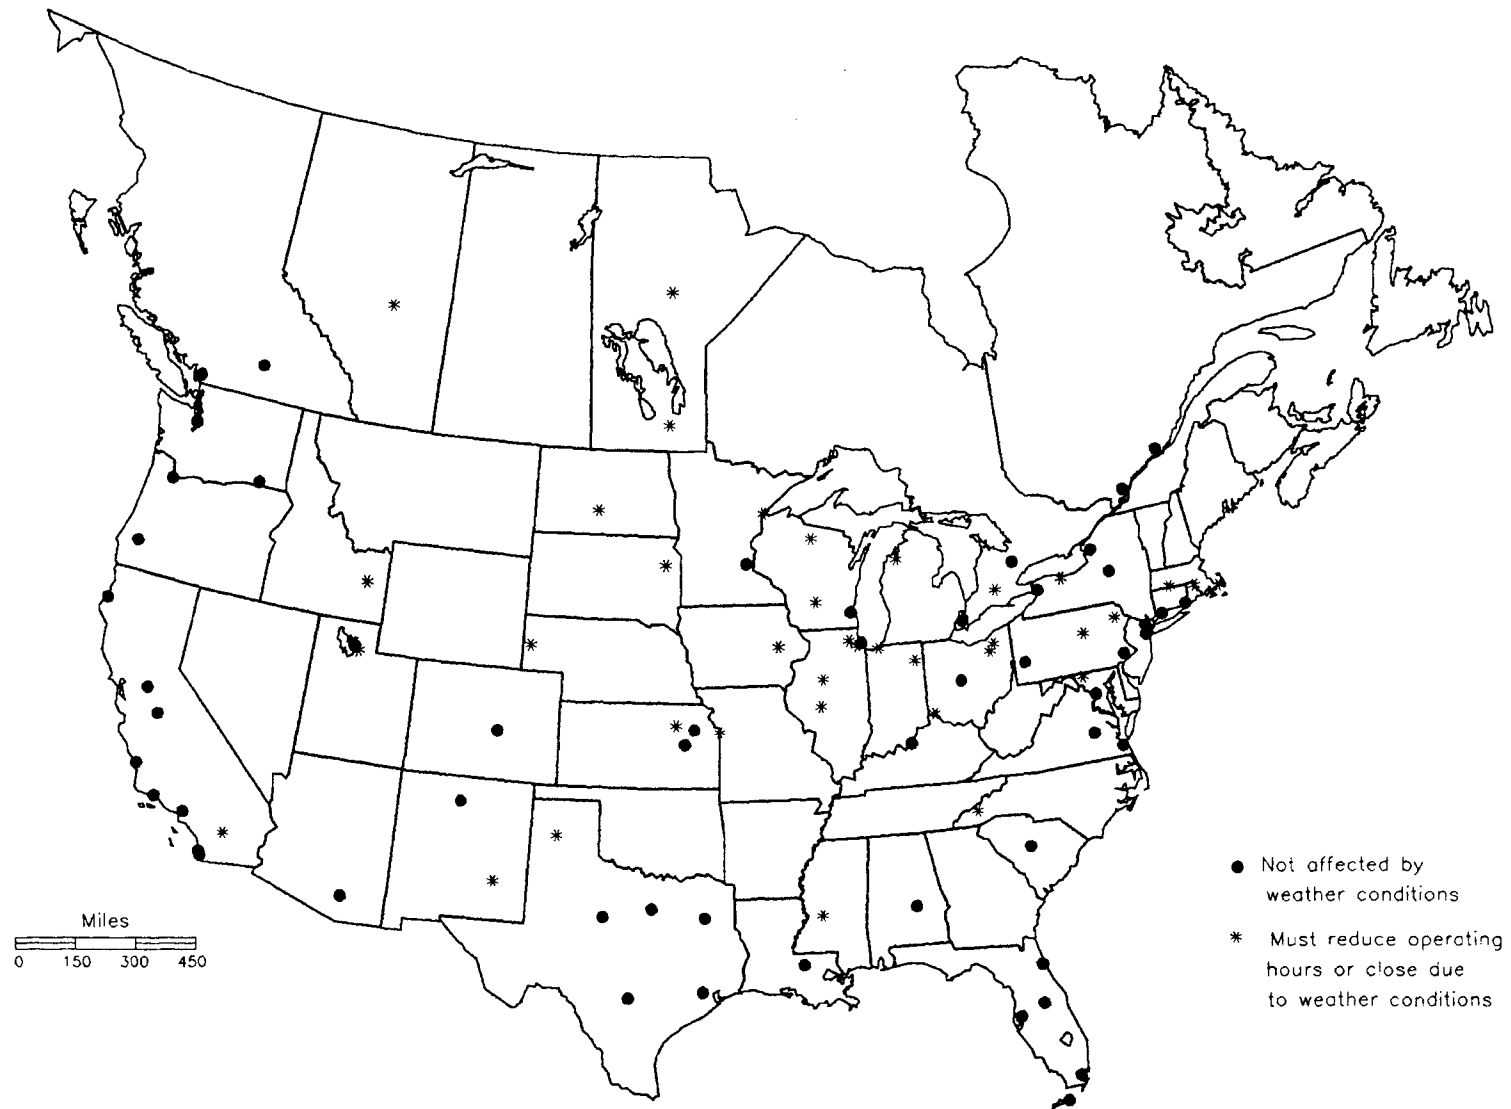 Not affected by
weather conditions
Must reduce operating
hours or close due
to weather conditions
Miles
0 150 300 450